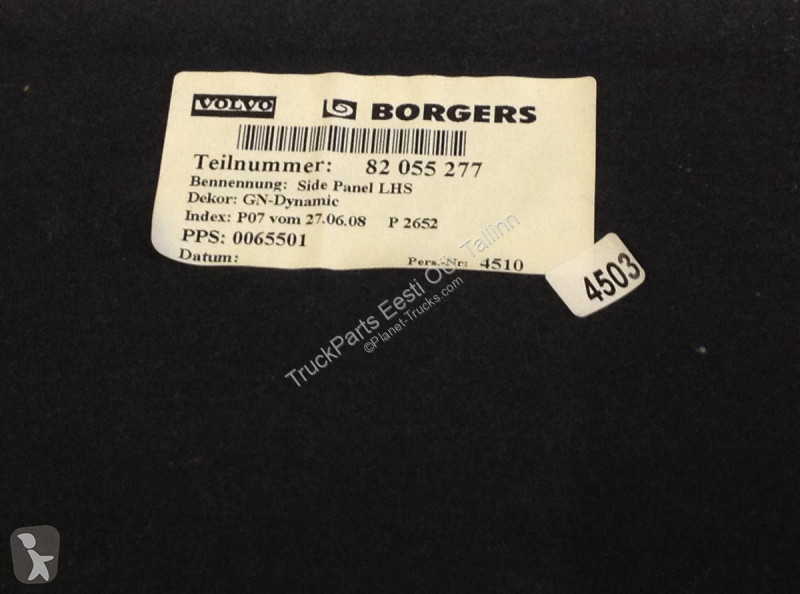 VOLVO BORGERS
Teilnummer: 82 055 277
Bennennung: Side Panel LHS
Dekor: GN-Dynamic
Index: P07 vom 27.06.08 P 2652
PPS: 0065501
Datum: Pers.-Nr: 4510
4503
TruckParts Eesti OÜ, Tallinn
©Planet-Trucks.com